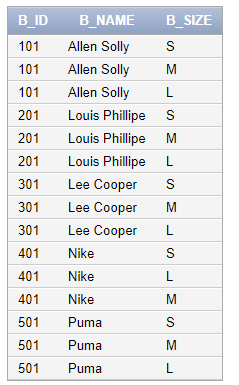 B_ID B_NAME B_SIZE
101 Allen Solly S
101 Allen Solly M
101 Allen Solly L
201 Louis Phillipe S
201 Louis Phillipe M
201 Louis Phillipe L
301 Lee Cooper S
301 Lee Cooper M
301 Lee Cooper L
401 Nike S
401 Nike L
401 Nike M
501 Puma S
501 Puma M
501 Puma L